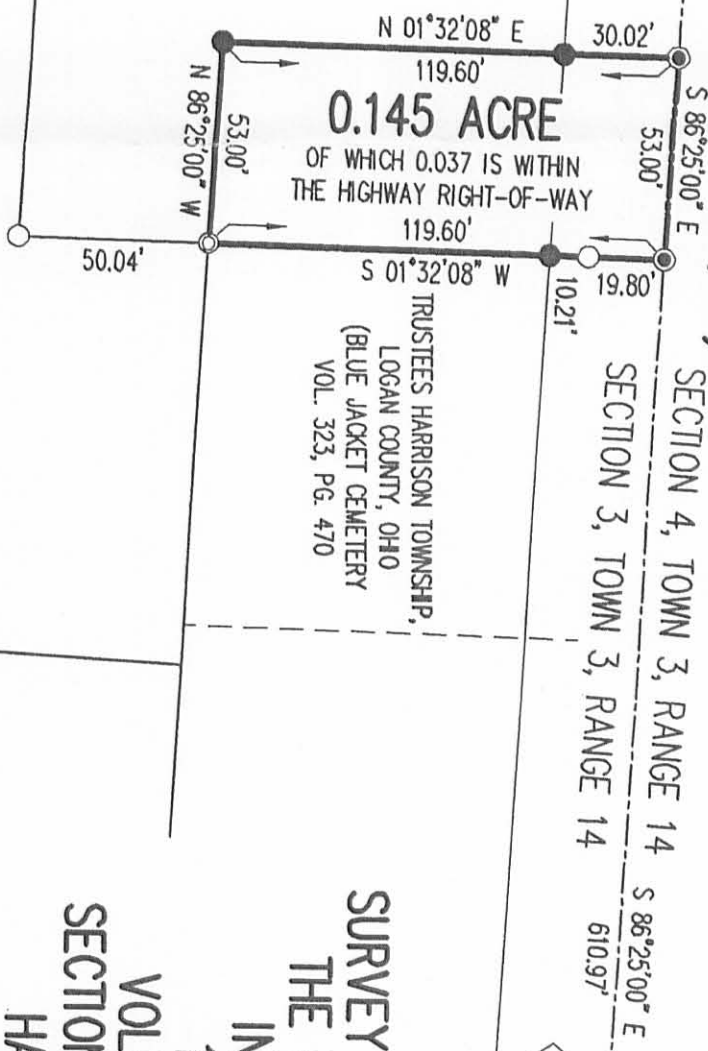 N 01°32'08" E
30.02'
119.60'
S 86°25'00" E
53.00'
0.145 ACRE
OF WHICH 0.037 IS WITHIN
THE HIGHWAY RIGHT-OF-WAY
N 86°25'00" W
53.00'
119.60'
S 01°32'08" W
50.04'
10.21'
19.80'
SECTION 4, TOWN 3, RANGE 14
SECTION 3, TOWN 3, RANGE 14
S 86°25'00" E
610.97'
TRUSTEES HARRISON TOWNSHIP,
LOGAN COUNTY, OHIO
(BLUE JACKET CEMETERY
VOL. 323, PG. 470
SURVEY
THE
IN
VOL
SECTION
HA